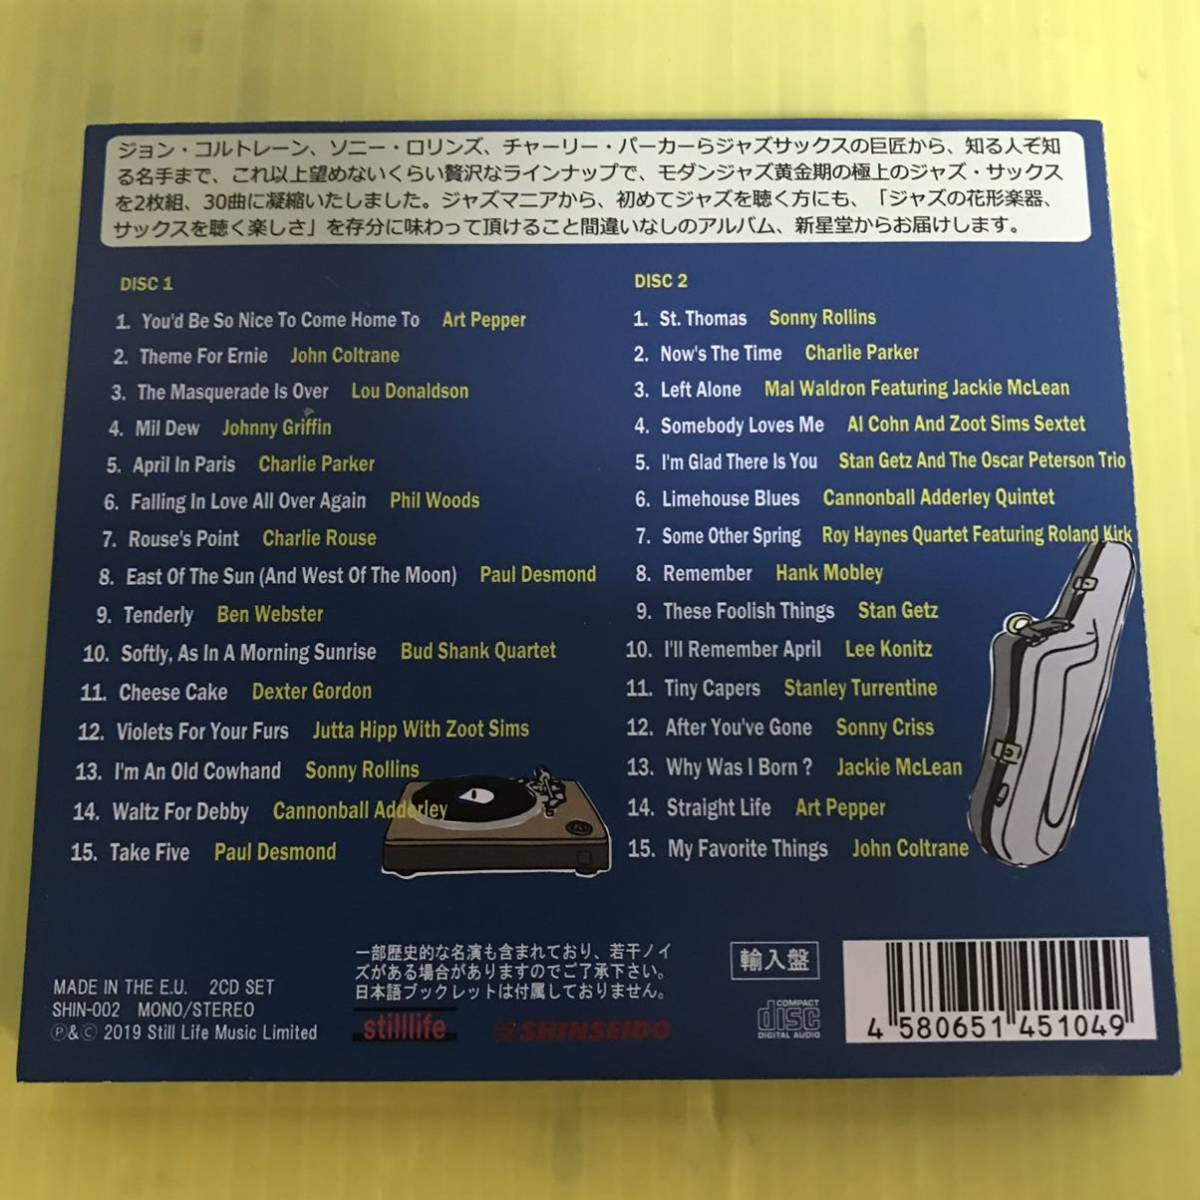 ジョン・コルトレーン、ソニー・ロリンズ、チャーリー・パーカーらジャズサックスの巨匠から、知る人ぞ知
る名手まで、これ以上望めないくらい贅沢なラインナップで、モダンジャズ黄金期の極上のジャズ・サックス
を2枚組、30曲に凝縮いたしました。ジャズマニアから、初めてジャズを聴く方にも、「ジャズの花形楽器、
サックスを聴く楽しさ」を存分に味わって頂けること間違いなしのアルバム、新星堂からお届けします。
DISC 1
1. You'd Be So Nice To Come Home To Art Pepper
2. Theme For Ernie John Coltrane
3. The Masquerade Is Over Lou Donaldson
4. Mil Dew Johnny Griffin
5. April In Paris Charlie Parker
6. Falling In Love All Over Again Phil Woods
7. Rouse's Point Charlie Rouse
8. East Of The Sun (And West Of The Moon) Paul Desmond
9. Tenderly Ben Webster
10. Softly, As In A Morning Sunrise Bud Shank Quartet
11. Cheese Cake Dexter Gordon
12. Violets For Your Furs Jutta Hipp With Zoot Sims
13. I'm An Old Cowhand Sonny Rollins
14. Waltz For Debby Cannonball Adderley
15. Take Five Paul Desmond
DISC 2
1. St. Thomas Sonny Rollins
2. Now's The Time Charlie Parker
3. Left Alone Mal Waldron Featuring Jackie McLean
4. Somebody Loves Me Al Cohn And Zoot Sims Sextet
5. I'm Glad There Is You Stan Getz And The Oscar Peterson Trio
6. Limehouse Blues Cannonball Adderley Quintet
7. Some Other Spring Roy Haynes Quartet Featuring Roland Kirk
8. Remember Hank Mobley
9. These Foolish Things Stan Getz
10. I'll Remember April Lee Konitz
11. Tiny Capers Stanley Turrentine
12. After You've Gone Sonny Criss
13. Why Was I Born ? Jackie McLean
14. Straight Life Art Pepper
15. My Favorite Things John Coltrane
MADE IN THE E.U. 2CD SET
SHIN-002 MONO/STEREO
Ⓟ&Ⓒ 2019 Still Life Music Limited
一部歴史的な名演も含まれており、若干ノイ
ズがある場合がありますのでご了承下さい。
日本語ブックレットは付属しておりません。
stilllife
SHINSEIDO
輸入盤
COMPACT
disc
DIGITAL AUDIO
4 580651 451049